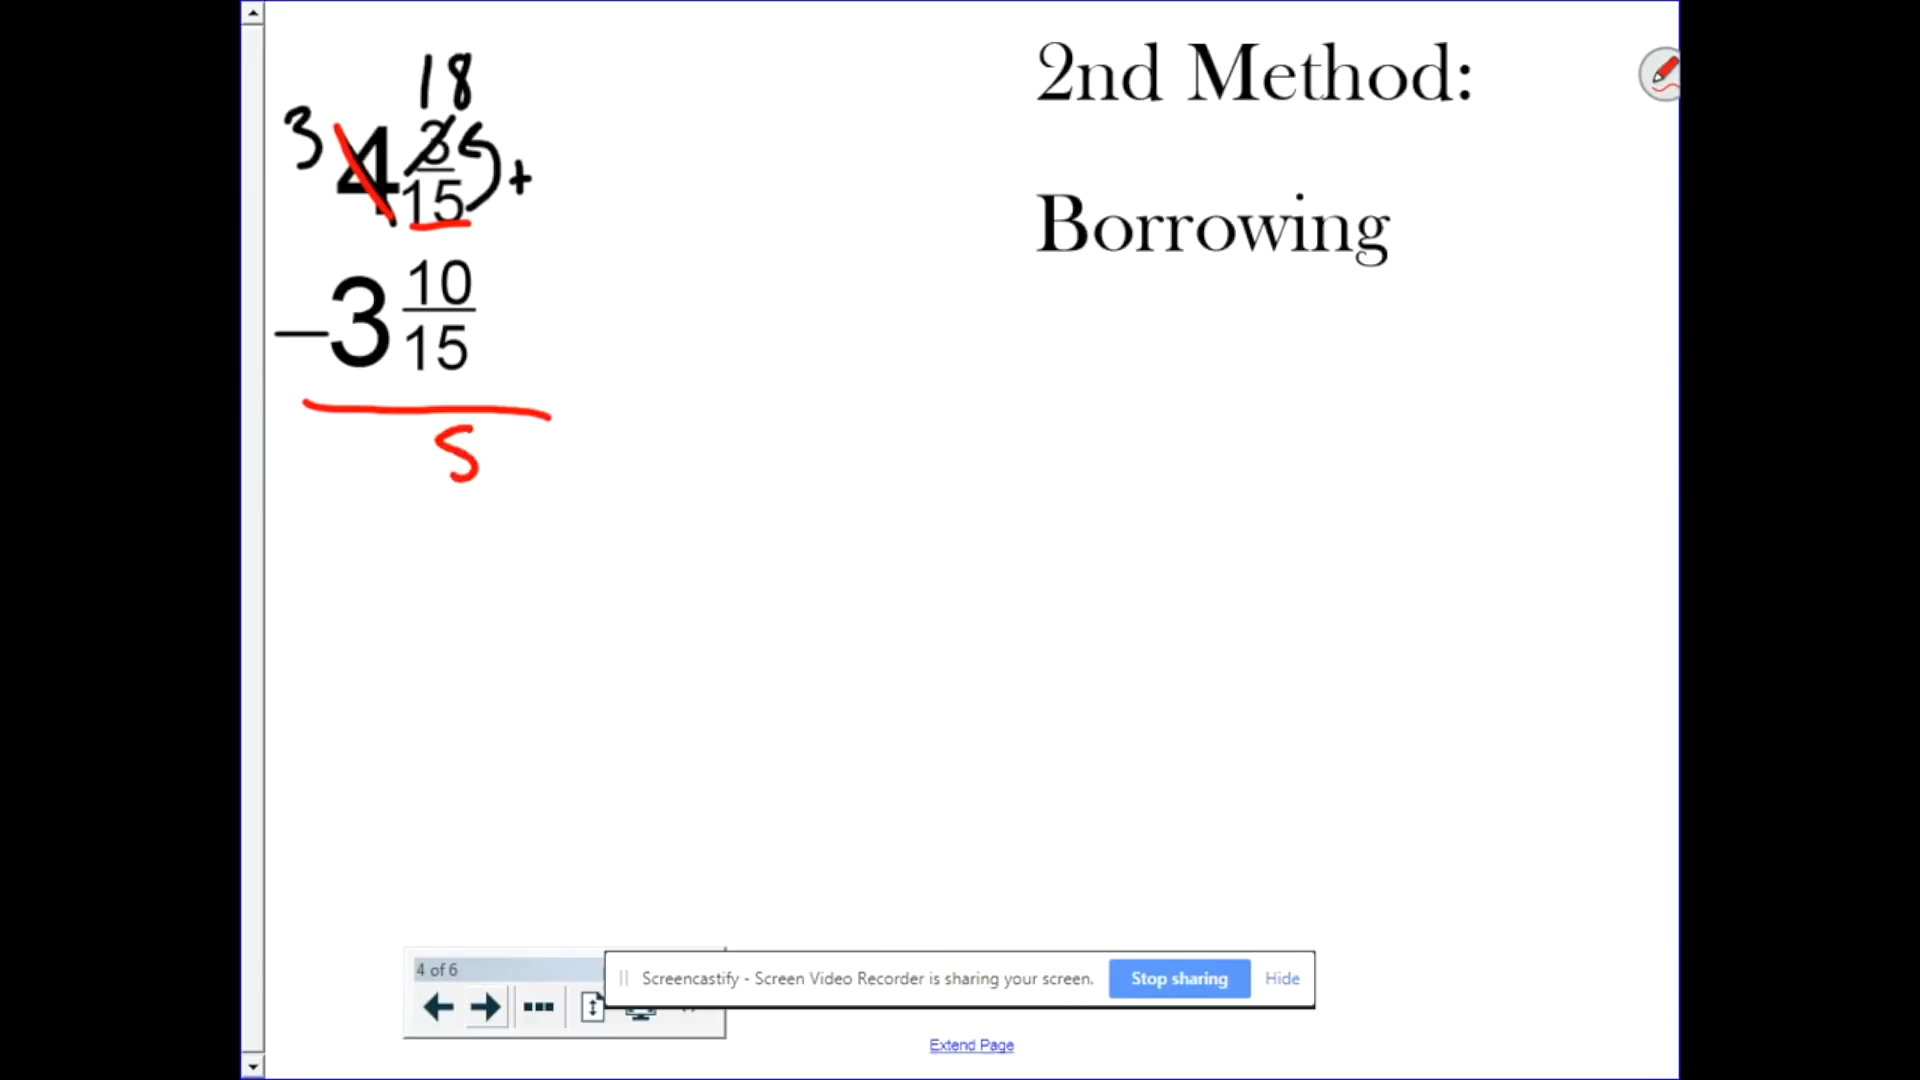 2nd Method:
Borrowing
18
3 4 3 +
15
-3 10
15
5
4 of 6
Screencastify - Screen Video Recorder is sharing your screen.
Stop sharing
Hide
Extend Page